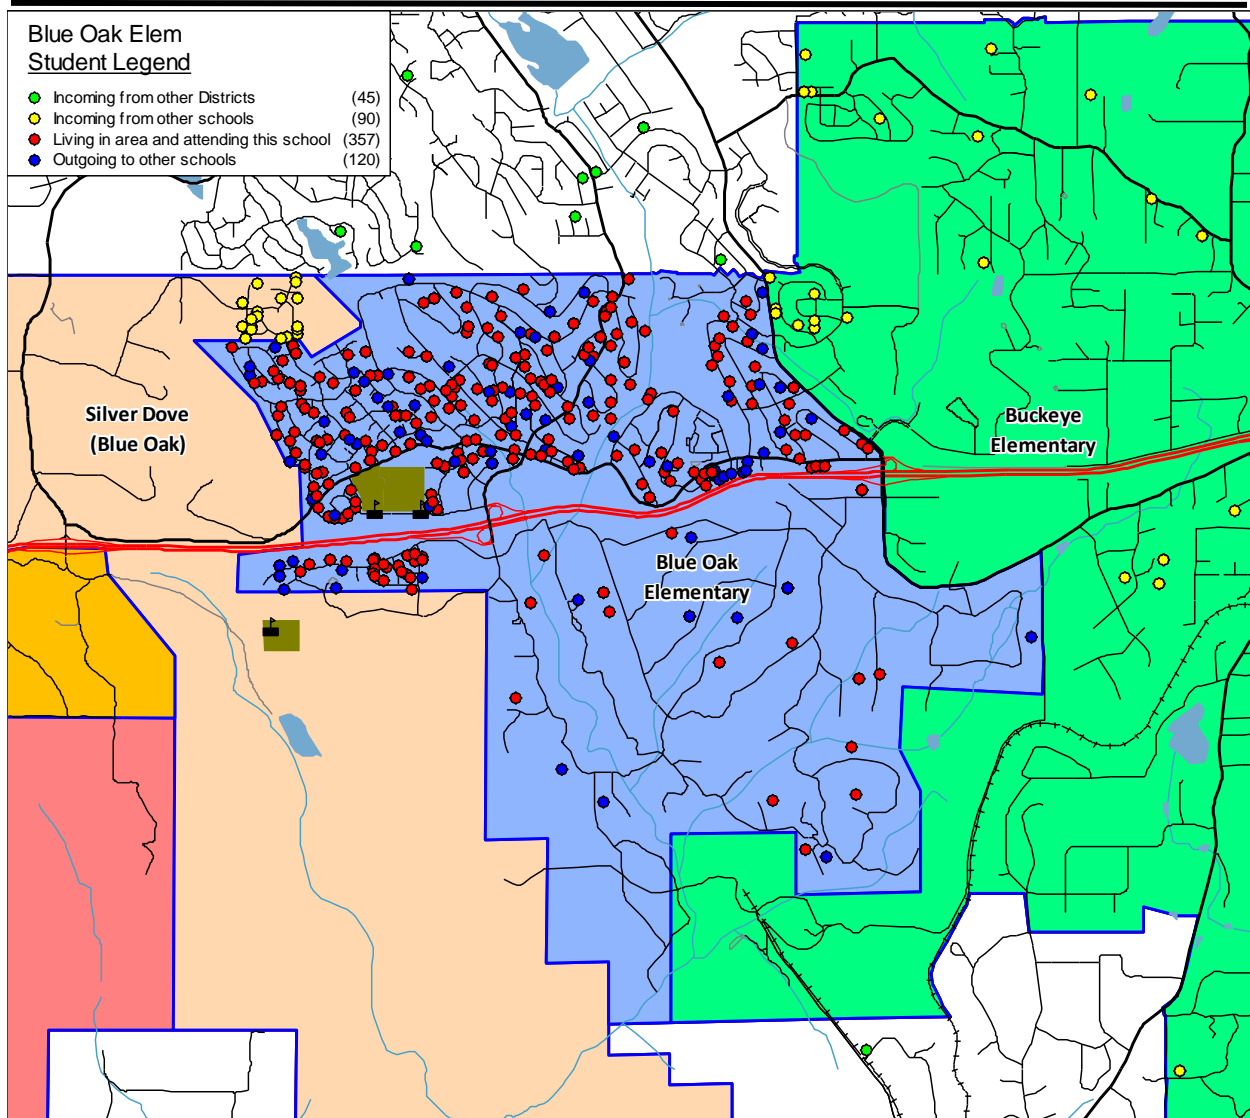 Blue Oak Elem
Student Legend
Incoming from other Districts (45)
Incoming from other schools (90)
Living in area and attending this school (357)
Outgoing to other schools (120)
Silver Dove
(Blue Oak)
Buckeye
Elementary
Blue Oak
Elementary